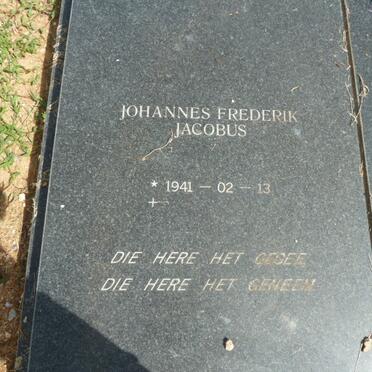 JOHANNES FREDERIK
JACOBUS
* 1941 — 02 — 13
+
DIE HERE HET GEGEE,
DIE HERE HET GENEEM.